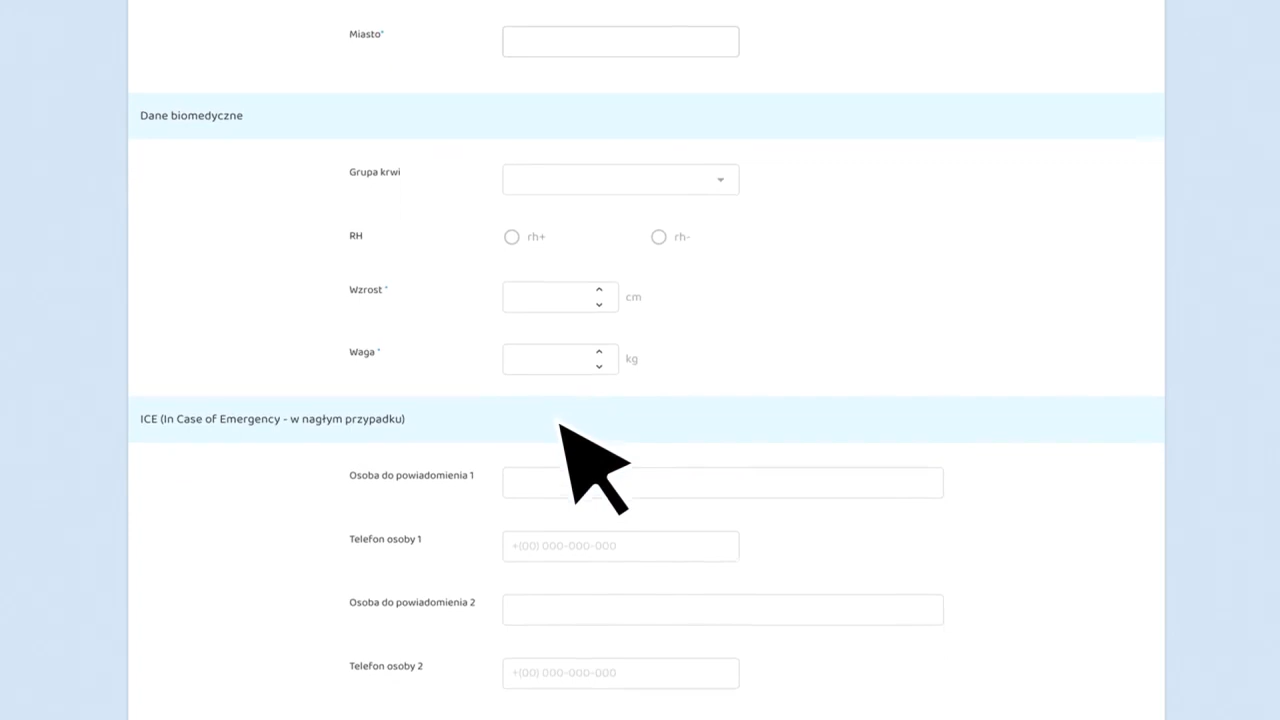 Miasto*
Dane biomedyczne
Grupa krwi
RH
rh+
rh-
Wzrost *
cm
Waga *
kg
ICE (In Case of Emergency - w nagłym przypadku)
Osoba do powiadomienia 1
Telefon osoby 1
+(00) 000-000-000
Osoba do powiadomienia 2
Telefon osoby 2
+(00) 000-000-000